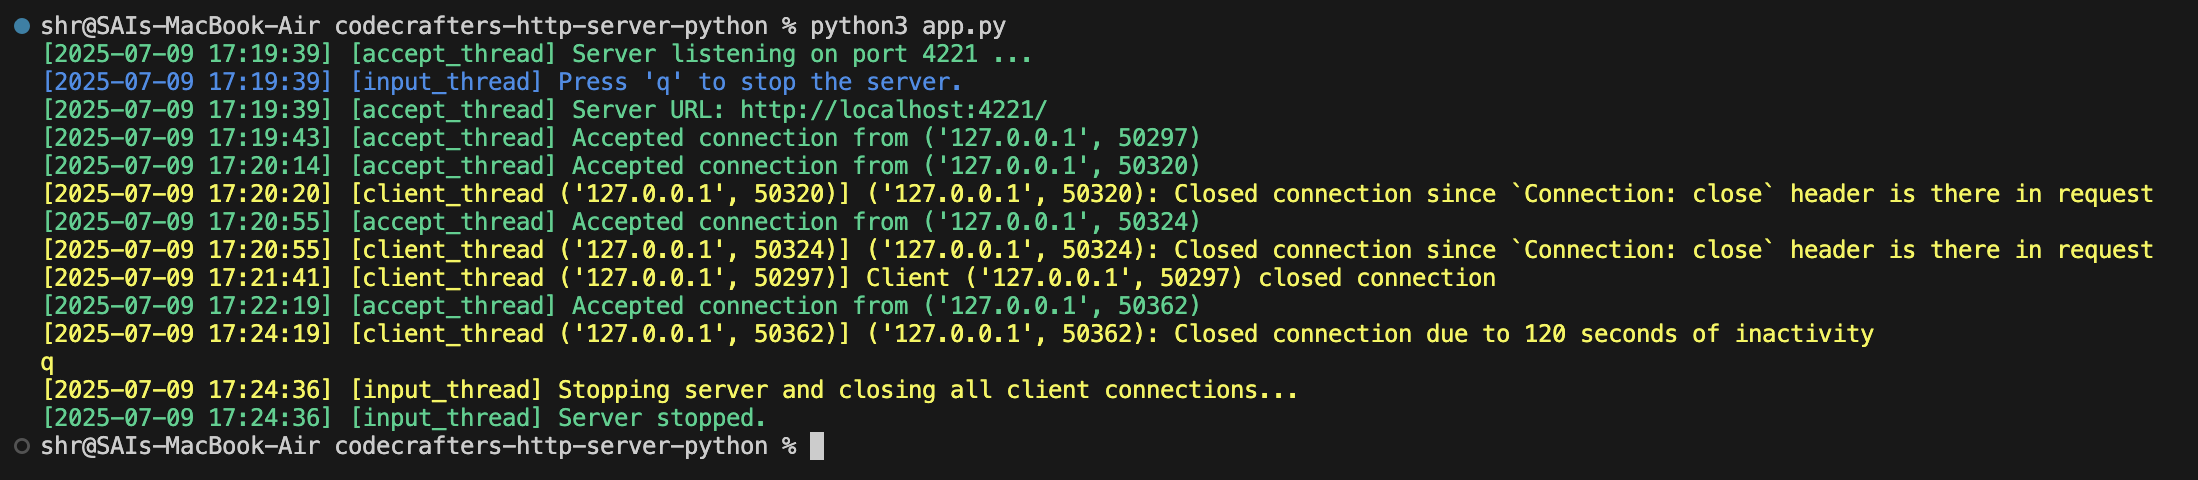 shr@SAIs-MacBook-Air codecrafters-http-server-python % python3 app.py
[2025-07-09 17:19:39] [accept_thread] Server listening on port 4221 ...
[2025-07-09 17:19:39] [input_thread] Press 'q' to stop the server.
[2025-07-09 17:19:39] [accept_thread] Server URL: http://localhost:4221/
[2025-07-09 17:19:43] [accept_thread] Accepted connection from ('127.0.0.1', 50297)
[2025-07-09 17:20:14] [accept_thread] Accepted connection from ('127.0.0.1', 50320)
[2025-07-09 17:20:20] [client_thread ('127.0.0.1', 50320)] ('127.0.0.1', 50320): Closed connection since `Connection: close` header is there in request
[2025-07-09 17:20:55] [accept_thread] Accepted connection from ('127.0.0.1', 50324)
[2025-07-09 17:20:55] [client_thread ('127.0.0.1', 50324)] ('127.0.0.1', 50324): Closed connection since `Connection: close` header is there in request
[2025-07-09 17:21:41] [client_thread ('127.0.0.1', 50297)] Client ('127.0.0.1', 50297) closed connection
[2025-07-09 17:22:19] [accept_thread] Accepted connection from ('127.0.0.1', 50362)
[2025-07-09 17:24:19] [client_thread ('127.0.0.1', 50362)] ('127.0.0.1', 50362): Closed connection due to 120 seconds of inactivity
q
[2025-07-09 17:24:36] [input_thread] Stopping server and closing all client connections...
[2025-07-09 17:24:36] [input_thread] Server stopped.
shr@SAIs-MacBook-Air codecrafters-http-server-python %